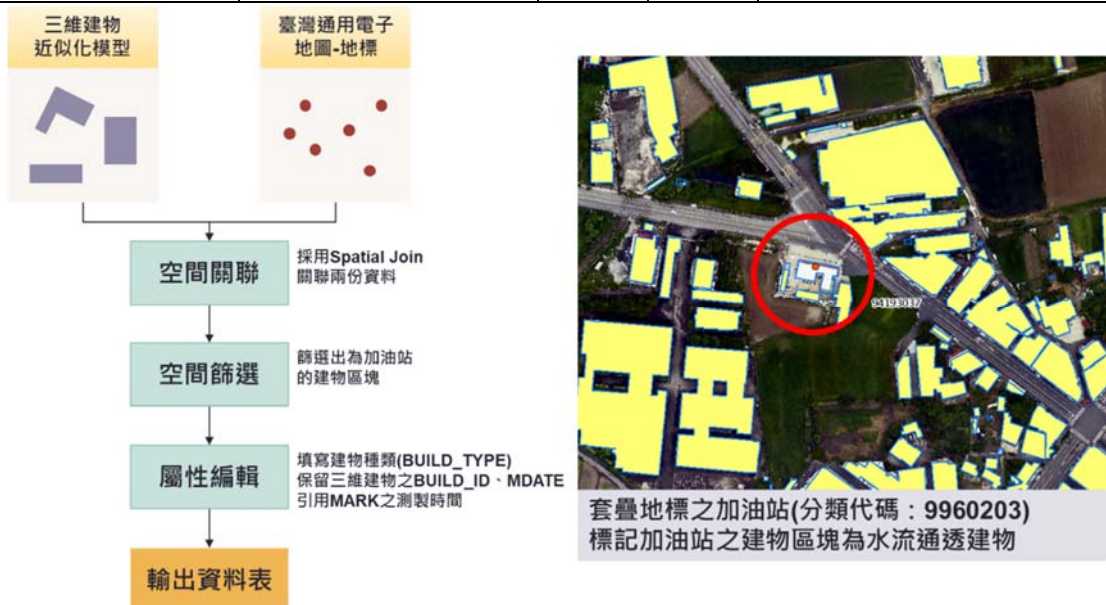 三維建物
近似化模型
臺灣通用電子
地圖-地標
空間關聯
採用Spatial Join
關聯兩份資料
空間篩選
篩選出為加油站
的建物區塊
屬性編輯
填寫建物種類(BUILD_TYPE)
保留三維建物之BUILD_ID、MDATE
引用MARK之測製時間
輸出資料表
94193037
套疊地標之加油站(分類代碼：9960203)
標記加油站之建物區塊為水流通透建物